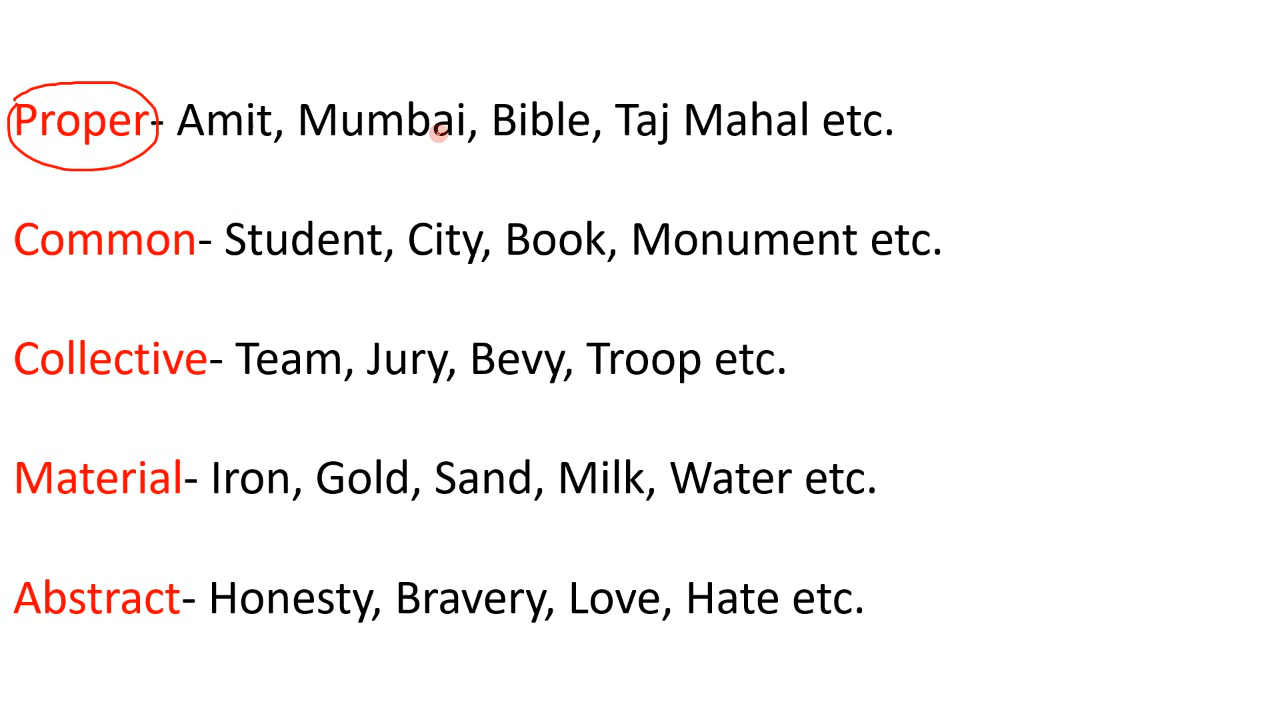 Proper- Amit, Mumbai, Bible, Taj Mahal etc.
Common- Student, City, Book, Monument etc.
Collective- Team, Jury, Bevy, Troop etc.
Material- Iron, Gold, Sand, Milk, Water etc.
Abstract- Honesty, Bravery, Love, Hate etc.